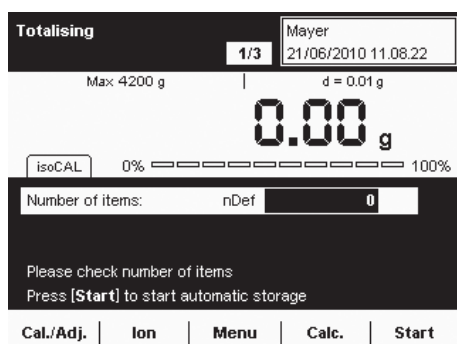 Totalising
1/3
Mayer
21/06/2010 11.08.22
Max 4200 g d = 0.01 g
0.00 g
isoCAL 0% 100%
Number of items: nDef 0
Please check number of items
Press [Start] to start automatic storage
Cal./Adj. Ion Menu Calc. Start